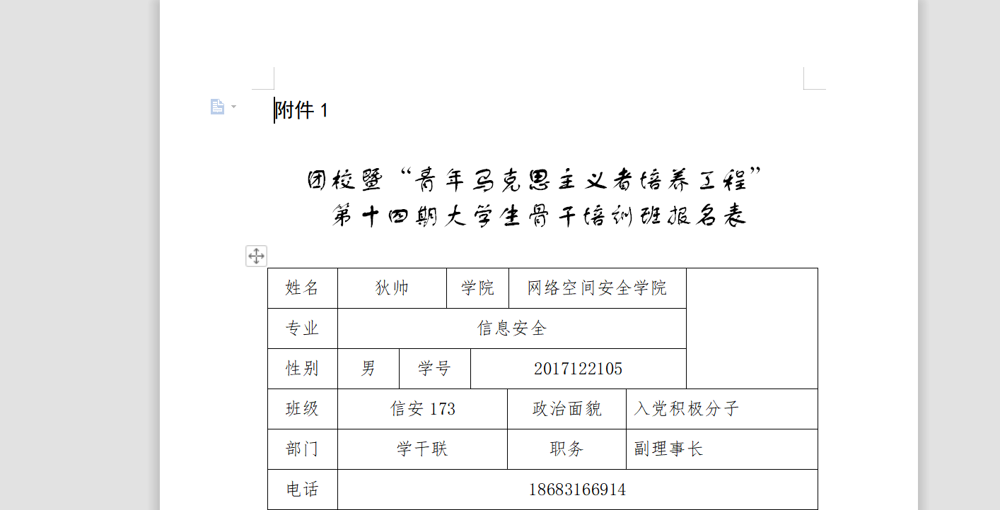 附件 1
团校暨“青年马克思主义者培养工程”
第十四期大学生骨干培训班报名表
姓名 狄帅 学院 网络空间安全学院
专业 信息安全
性别 男 学号 2017122105
班级 信安 173 政治面貌 入党积极分子
部门 学干联 职务 副理事长
电话 18683166914